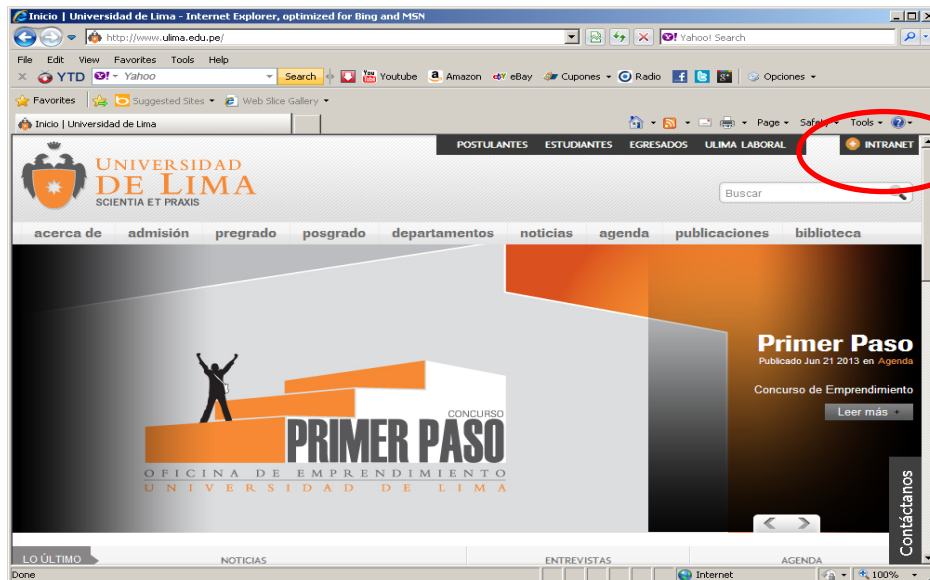 Inicio | Universidad de Lima - Internet Explorer, optimized for Bing and MSN
http://www.ulima.edu.pe/
Yahoo! Search
File Edit View Favorites Tools Help
YTD Yahoo Search Youtube Amazon eBay Cupones Radio Opciones
Favorites Suggested Sites Web Slice Gallery
Inicio | Universidad de Lima Page Safety Tools
POSTULANTES ESTUDIANTES EGRESADOS ULIMA LABORAL INTRANET
UNIVERSIDAD
DE LIMA
SCIENTIA ET PRAXIS
Buscar
acerca de admisión pregrado posgrado departamentos noticias agenda publicaciones biblioteca
Primer Paso
Publicado Jun 21 2013 en Agenda
Concurso de Emprendimiento
Leer más +
CONCURSO
PRIMER PASO
OFICINA DE EMPRENDIMIENTO
UNIVERSIDAD DE LIMA
Contáctanos
LO ÚLTIMO NOTICIAS ENTREVISTAS AGENDA
Done Internet 100%